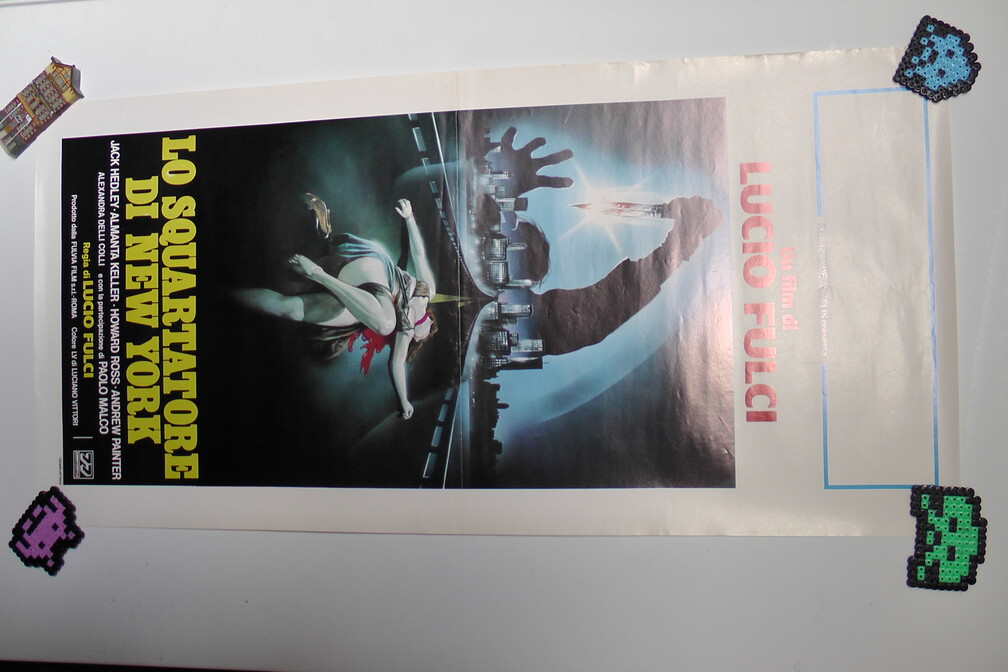 un film di
LUCIO FULCI
LO SQUARTATORE
DI NEW YORK
JACK HEDLEY · ALMANTA KELLER · HOWARD ROSS · ANDREW PAINTER
ALEXANDRA DELLI COLLI e con la partecipazione di PAOLO MALCO
Regia di LUCIO FULCI
Prodotto dalla FULVIA FILM s.r.l.-ROMA Colore LV di LUCIANO VITTORI